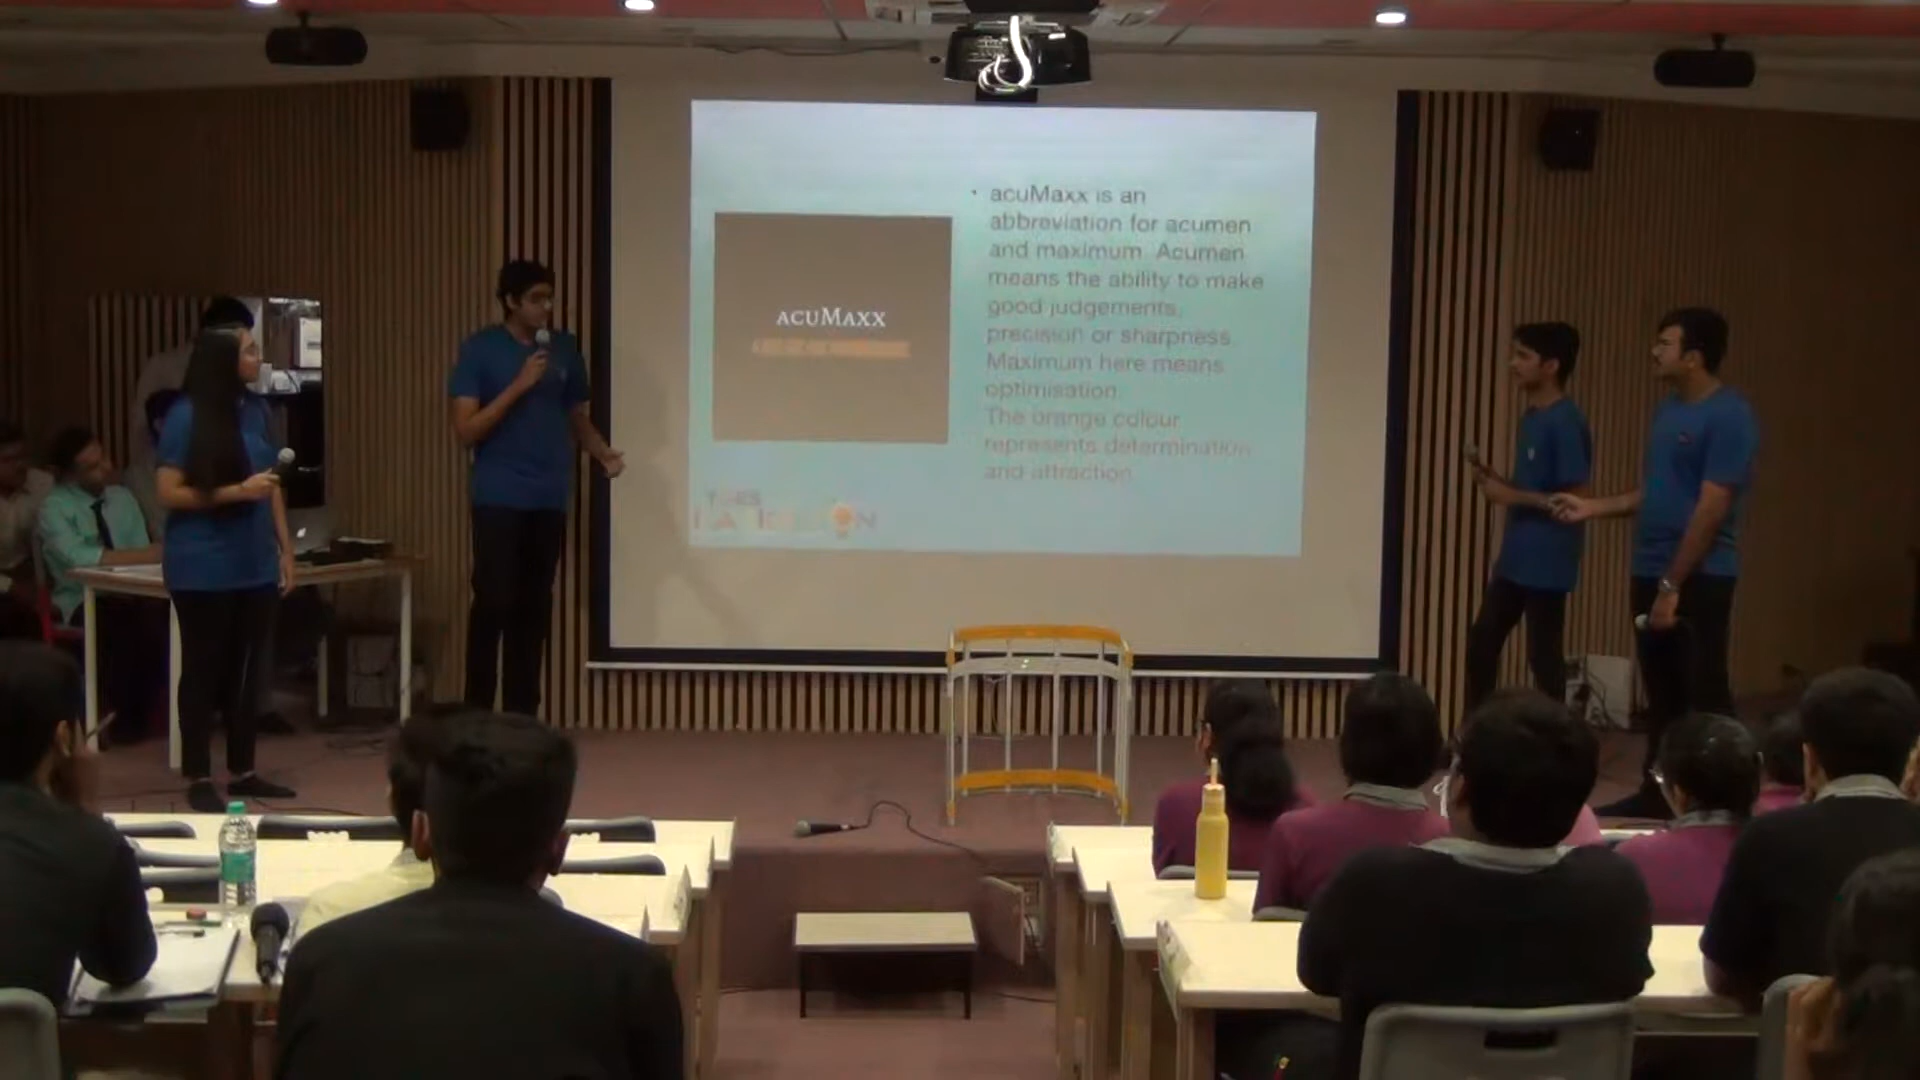 acuMaxx
• acuMaxx is an
abbreviation for acumen
and maximum. Acumen
means the ability to make
good judgements,
precision or sharpness.
Maximum here means
optimisation.
The orange colour
represents determination
and attraction.